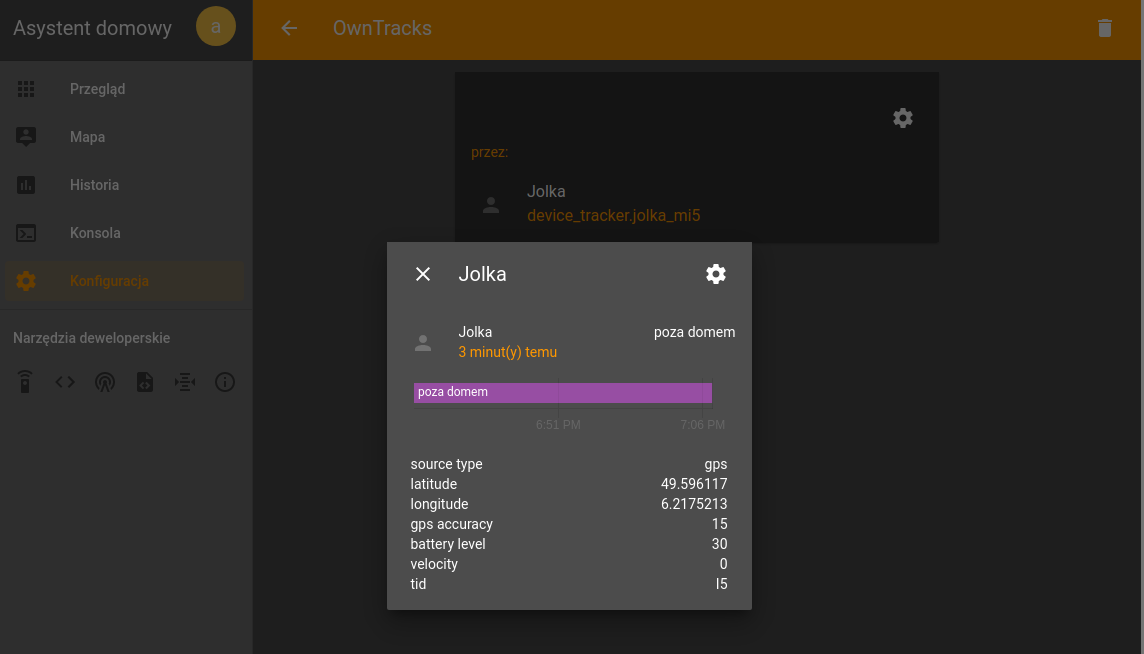 Asystent domowy
a
Przegląd
Mapa
Historia
Konsola
Konfiguracja
Narzędzia deweloperskie
OwnTracks
przez:
Jolka
device_tracker.jolka_mi5
Jolka
Jolka poza domem
3 minut(y) temu
poza domem
6:51 PM 7:06 PM
source type gps
latitude 49.596117
longitude 6.2175213
gps accuracy 15
battery level 30
velocity 0
tid I5